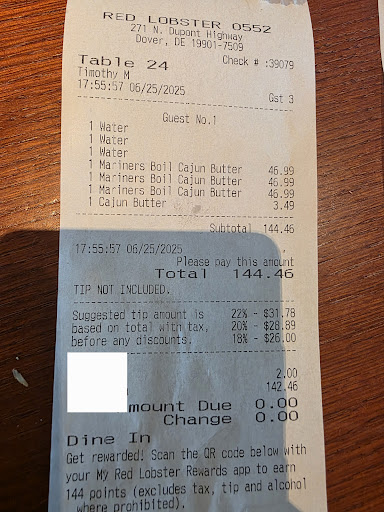 RED LOBSTER 0552
271 N. Dupont Highway
Dover, DE 19901-7509
Table 24 Check # :39079
Timothy M
17:55:57 06/25/2025 Gst 3
Guest No.1
1 Water
1 Water
1 Water
1 Mariners Boil Cajun Butter 46.99
1 Mariners Boil Cajun Butter 46.99
1 Mariners Boil Cajun Butter 46.99
1 Cajun Butter 3.49
Subtotal 144.46
17:55:57 06/25/2025
Please pay this amount
Total 144.46
TIP NOT INCLUDED.
Suggested tip amount is 22% - $31.78
based on total with tax, 20% - $28.89
before any discounts. 18% - $26.00
2.00
142.46
mount Due 0.00
Change 0.00
Dine In
Get rewarded! Scan the QR code below with
your My Red Lobster Rewards app to earn
144 points (excludes tax, tip and alcohol
where prohibited).